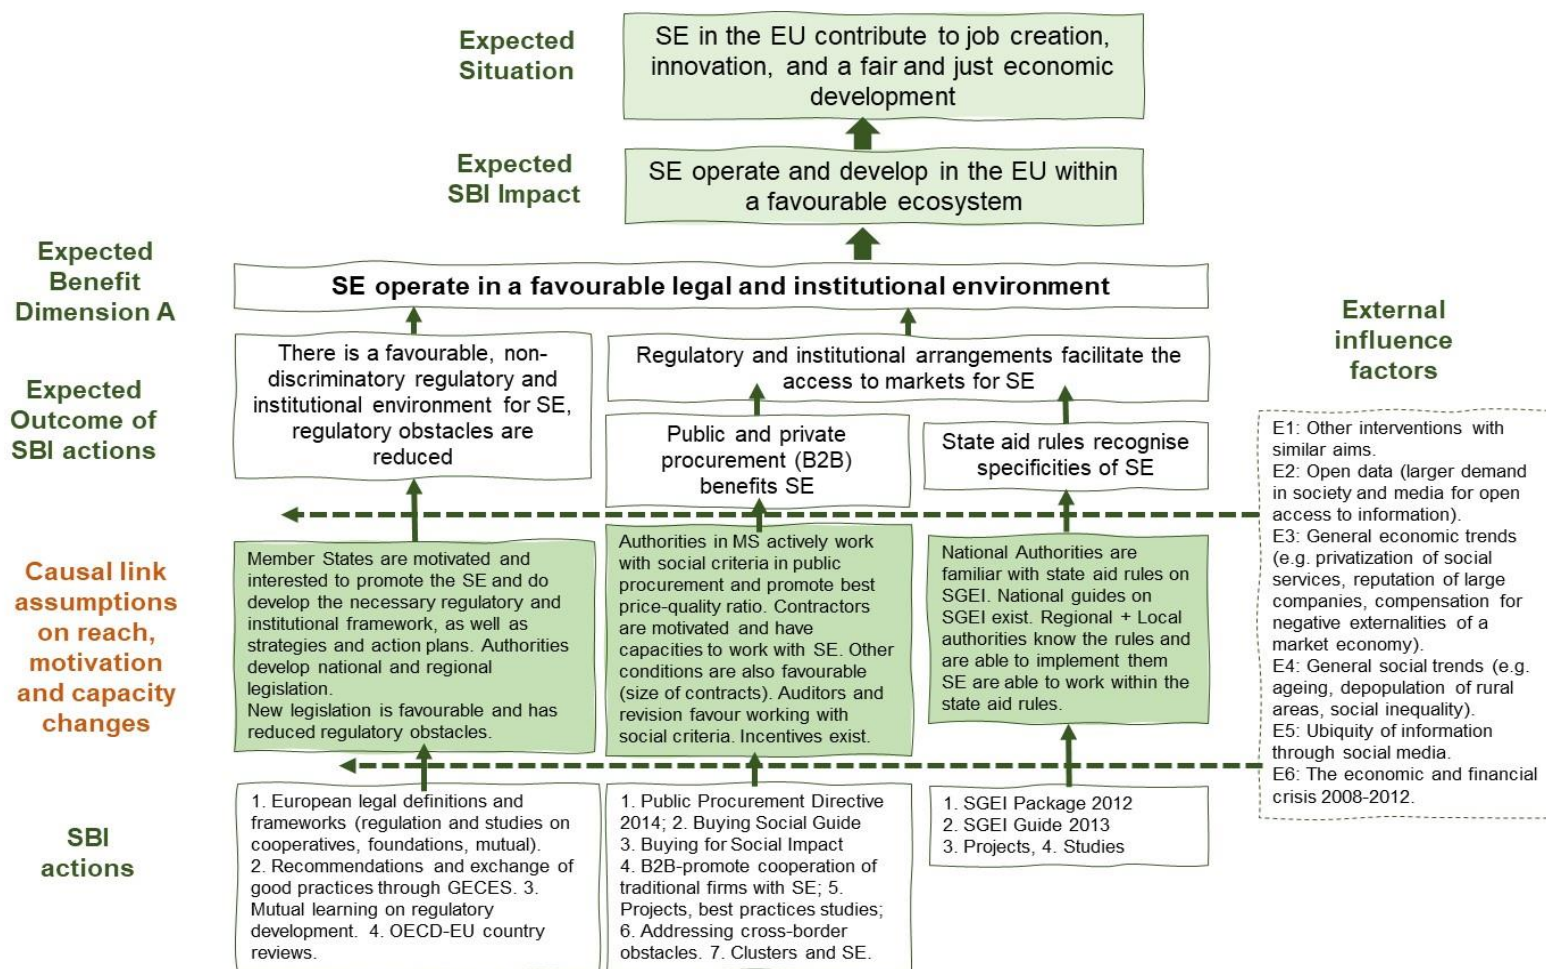 Expected
Situation
SE in the EU contribute to job creation,
innovation, and a fair and just economic
development
Expected
SBI Impact
SE operate and develop in the EU within
a favourable ecosystem
Expected
Benefit
Dimension A
SE operate in a favourable legal and institutional environment
Expected
Outcome of
SBI actions
There is a favourable, non-
discriminatory regulatory and
institutional environment for SE,
regulatory obstacles are
reduced
Regulatory and institutional arrangements facilitate the
access to markets for SE
Public and private
procurement (B2B)
benefits SE
State aid rules recognise
specificities of SE
External
influence
factors
E1: Other interventions with
similar aims.
E2: Open data (larger demand
in society and media for open
access to information).
E3: General economic trends
(e.g. privatization of social
services, reputation of large
companies, compensation for
negative externalities of a
market economy).
E4: General social trends (e.g.
ageing, depopulation of rural
areas, social inequality).
E5: Ubiquity of information
through social media.
E6: The economic and financial
crisis 2008-2012.
Causal link
assumptions
on reach,
motivation
and capacity
changes
Member States are motivated and
interested to promote the SE and do
develop the necessary regulatory and
institutional framework, as well as
strategies and action plans. Authorities
develop national and regional
legislation.
New legislation is favourable and has
reduced regulatory obstacles.
Authorities in MS actively work
with social criteria in public
procurement and promote best
price-quality ratio. Contractors
are motivated and have
capacities to work with SE. Other
conditions are also favourable
(size of contracts). Auditors and
revision favour working with
social criteria. Incentives exist.
National Authorities are
familiar with state aid rules on
SGEI. National guides on
SGEI exist. Regional + Local
authorities know the rules and
are able to implement them
SE are able to work within the
state aid rules.
SBI
actions
1. European legal definitions and
frameworks (regulation and studies on
cooperatives, foundations, mutual).
2. Recommendations and exchange of
good practices through GECES. 3.
Mutual learning on regulatory
development. 4. OECD-EU country
reviews.
1. Public Procurement Directive
2014; 2. Buying Social Guide
3. Buying for Social Impact
4. B2B-promote cooperation of
traditional firms with SE; 5.
Projects, best practices studies;
6. Addressing cross-border
obstacles. 7. Clusters and SE.
1. SGEI Package 2012
2. SGEI Guide 2013
3. Projects, 4. Studies